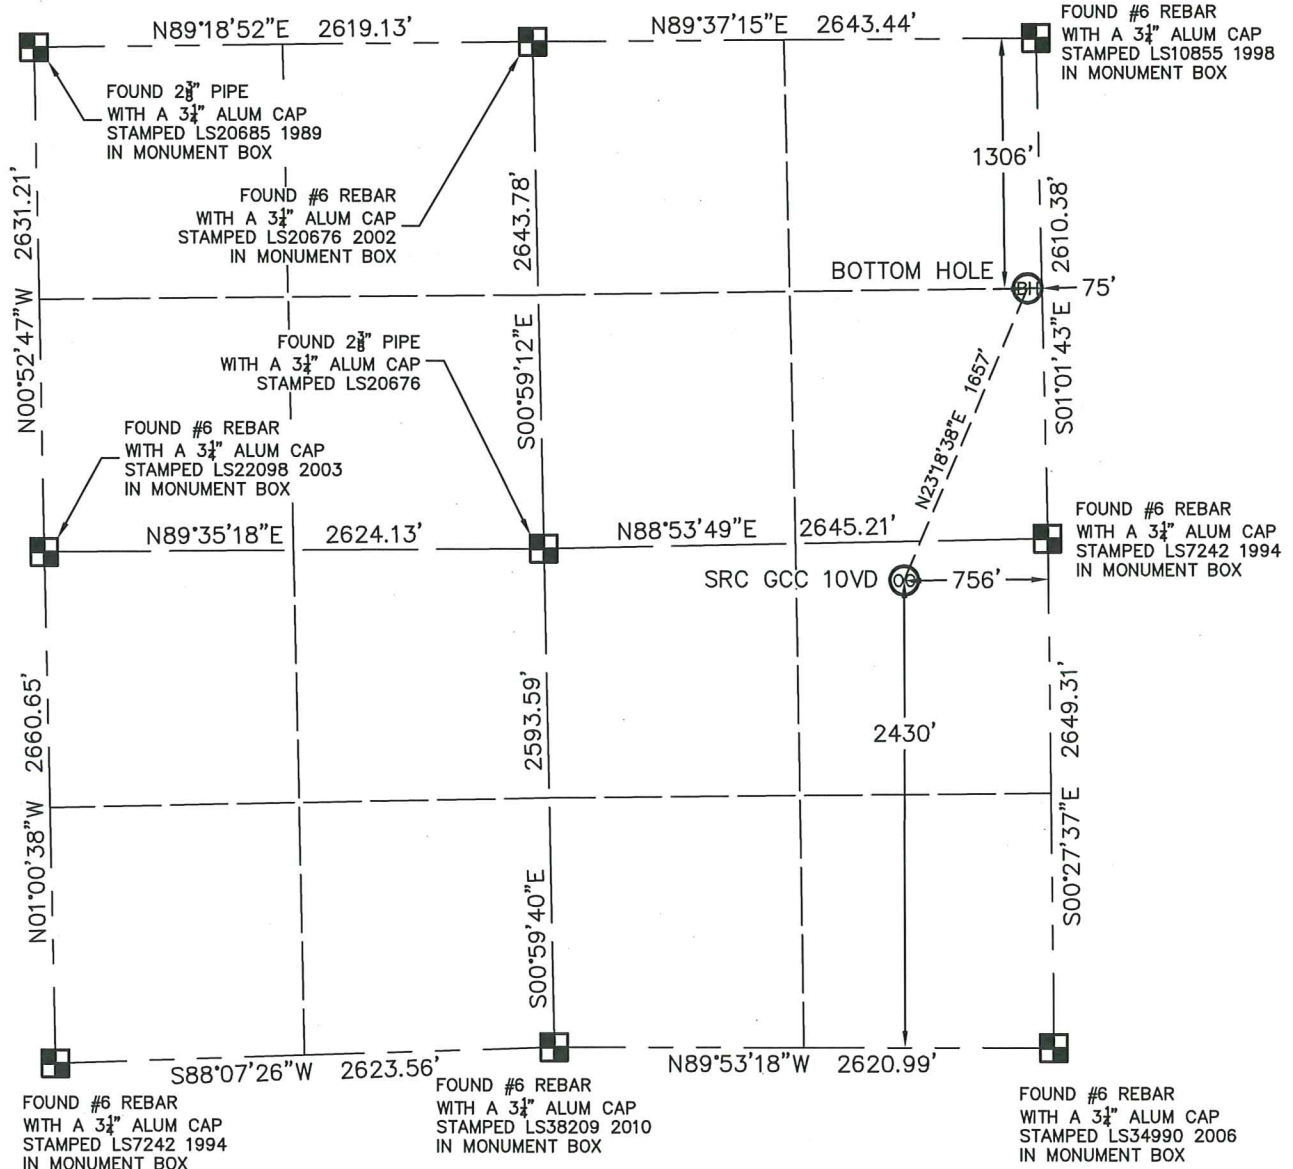 N89°18'52"E 2619.13'
N89°37'15"E 2643.44'
FOUND #6 REBAR
WITH A 3¼" ALUM CAP
STAMPED LS10855 1998
IN MONUMENT BOX
FOUND 2⅜" PIPE
WITH A 3¼" ALUM CAP
STAMPED LS20685 1989
IN MONUMENT BOX
1306'
N00°52'47"W 2631.21'
FOUND #6 REBAR
WITH A 3¼" ALUM CAP
STAMPED LS20676 2002
IN MONUMENT BOX
S00°59'12"E 2643.78'
S01°01'43"E 2610.38'
BOTTOM HOLE
BH
75'
FOUND 2⅜" PIPE
WITH A 3¼" ALUM CAP
STAMPED LS20676
N23°18'38"E 1657'
FOUND #6 REBAR
WITH A 3¼" ALUM CAP
STAMPED LS22098 2003
IN MONUMENT BOX
N89°35'18"E 2624.13'
N88°53'49"E 2645.21'
FOUND #6 REBAR
WITH A 3¼" ALUM CAP
STAMPED LS7242 1994
IN MONUMENT BOX
SRC GCC 10VD
OG
756'
N01°00'38"W 2660.65'
S00°59'40"E 2593.59'
2430'
S00°27'37"E 2649.31'
S88°07'26"W 2623.56'
N89°53'18"W 2620.99'
FOUND #6 REBAR
WITH A 3¼" ALUM CAP
STAMPED LS7242 1994
IN MONUMENT BOX
FOUND #6 REBAR
WITH A 3¼" ALUM CAP
STAMPED LS38209 2010
IN MONUMENT BOX
FOUND #6 REBAR
WITH A 3¼" ALUM CAP
STAMPED LS34990 2006
IN MONUMENT BOX